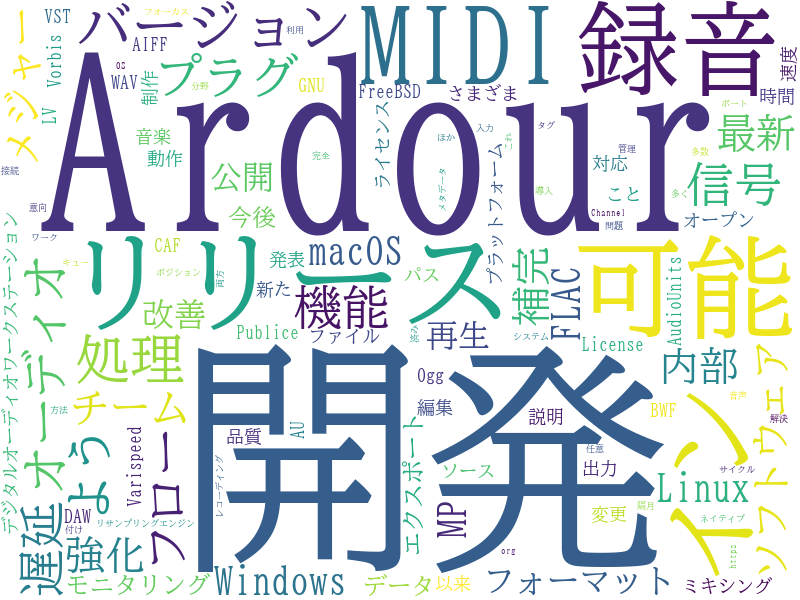 VST
フォーカス
バージョン
MIDI
録音
メジャー
Vorbis
AIFF
os
利用
WAV
制作
プラグ
分野
GNU
FreeBSD
さまざま
時間
速度
LV
Ardour
音楽
動作
公開
今後
完全
ライセンス
ほか
メタデータ
入力
これ
プラットフォーム
タグ
導入
対応
こと
管理
ポート
多数
多く
最新
信号
オープン
接続
意向
ワーク
キュー
CAF
ポジション
両方
発表
新た
macOS
パス
リリース
補完
FLAC
Channel
問題
可能
AudioUnits
デジタルオーディオワークステーション
オーディオ
改善
機能
ファイル
Publice
進み
再生
システム
License
内部
処理
チーム
開発
Ogg
編集
説明
BWF
音声
解決
ソフトウェア
方法
よう
フロー
Varispeed
品質
AU
レコーディング
エクスポート
ソース
出力
任意
イン
サイクル
Linux
遅延
DAW
付け
リサンプリングエンジン
強化
MP
変更
隔月
ネイティブ
https
モニタリング
Windows
データ
以来
org
フォーマット
ミキシング